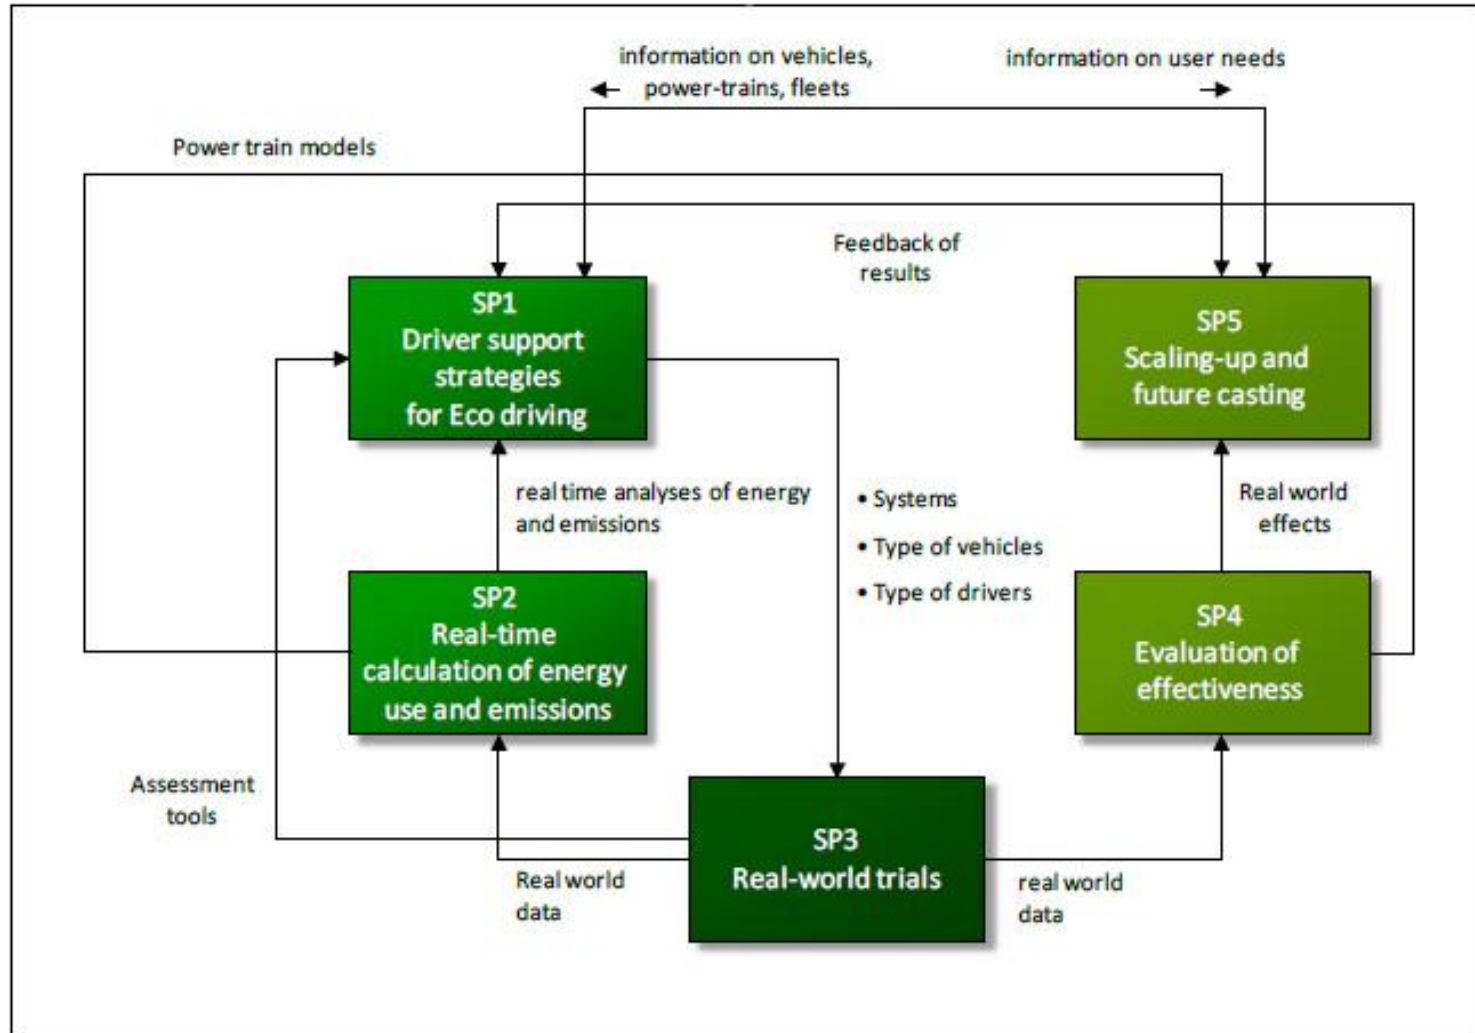 information on vehicles,
power-trains, fleets
information on user needs
Power train models
Feedback of
results
SP1
Driver support
strategies
for Eco driving
SP5
Scaling-up and
future casting
real time analyses of energy
and emissions
• Systems
• Type of vehicles
• Type of drivers
Real world
effects
SP2
Real-time
calculation of energy
use and emissions
SP4
Evaluation of
effectiveness
Assessment
tools
SP3
Real-world trials
Real world
data
real world
data